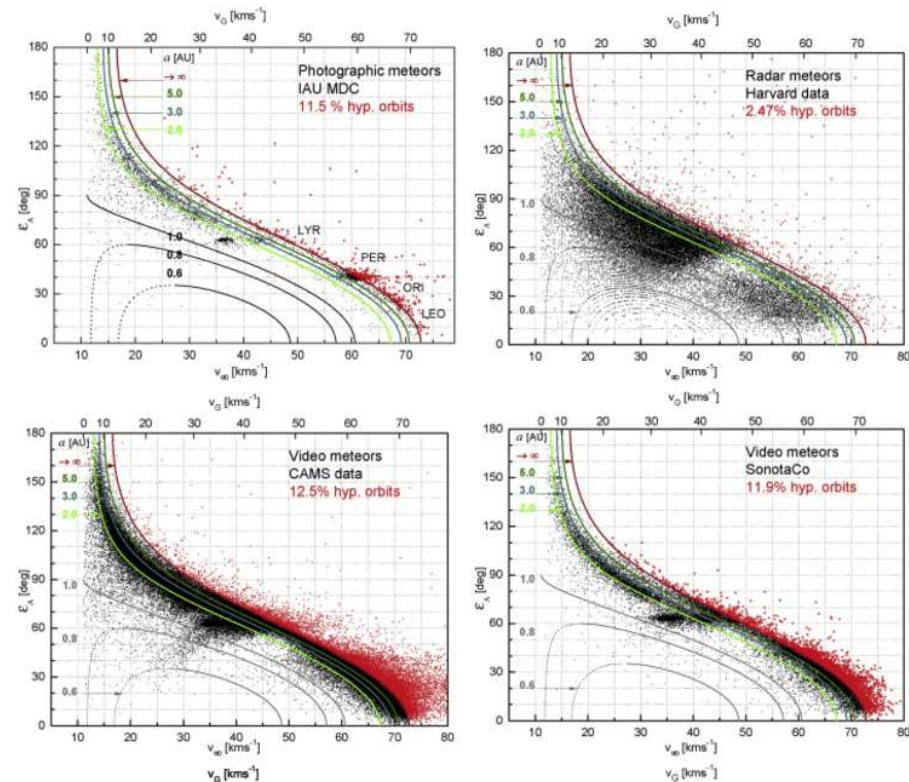 v_G [kms⁻¹]
0 10 20 30 40 50 60 70
ε_A [deg]
180
150
120
90
60
30
0
a [AU]
→ ∞
5.0
3.0
2.0
1.0
0.8
0.6
Photographic meteors
IAU MDC
11.5 % hyp. orbits
LYR
PER
ORI
LEO
10 20 30 40 50 60 70
v_∞ [kms⁻¹]
v_G [kms⁻¹]
0 10 20 30 40 50 60 70
ε_A [deg]
180
150
120
90
60
30
0
a [AU]
→ ∞
5.0
3.0
2.0
1.0
0.8
0.6
Radar meteors
Harvard data
2.47% hyp. orbits
10 20 30 40 50 60 70 80
v_∞ [kms⁻¹]
v_G [kms⁻¹]
0 10 20 30 40 50 60 70
ε_A [deg]
180
150
120
90
60
30
0
a [AU]
→ ∞
5.0
3.0
2.0
1.0
0.8
0.6
Video meteors
CAMS data
12.5% hyp. orbits
10 20 30 40 50 60 70 80
v_∞ [kms⁻¹]
v_G [kms⁻¹]
v_G [kms⁻¹]
0 10 20 30 40 50 60 70
ε_A [deg]
180
150
120
90
60
30
0
a [AU]
→ ∞
5.0
3.0
2.0
1.0
0.8
0.6
Video meteors
SonotaCo
11.9% hyp. orbits
10 20 30 40 50 60 70 80
v_∞ [kms⁻¹]
v_G [kms⁻¹]